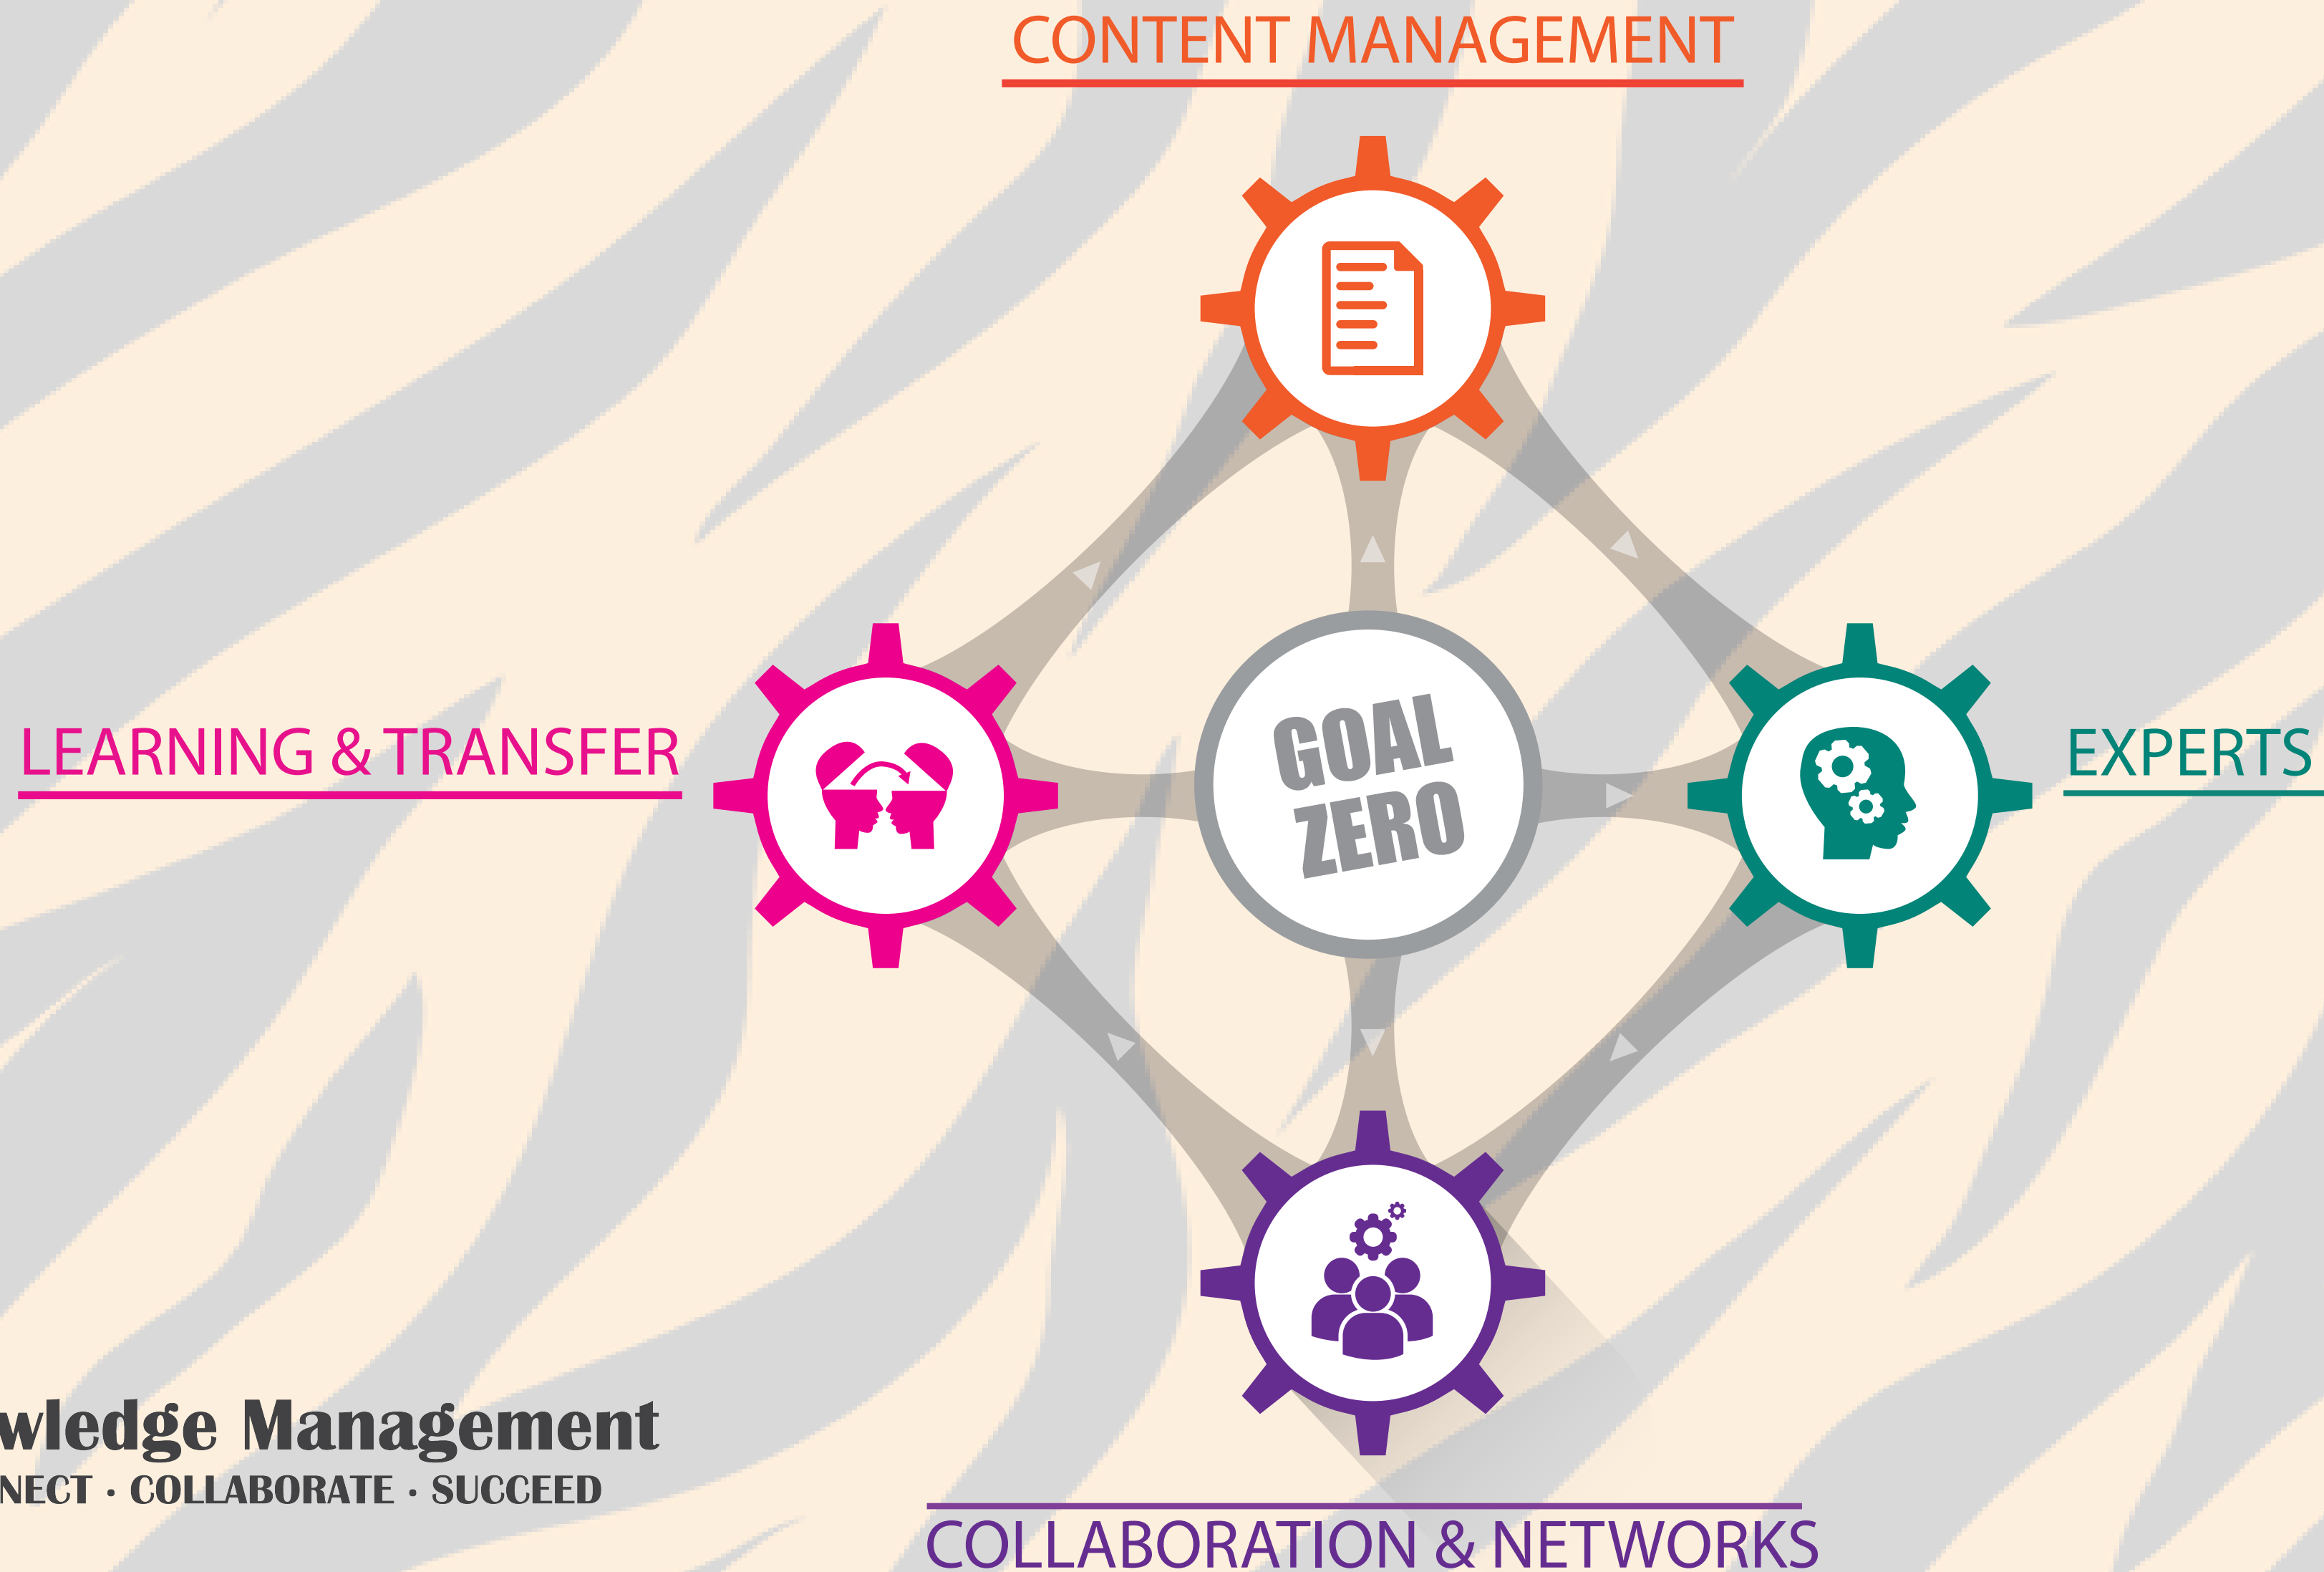 CONTENT MANAGEMENT
LEARNING & TRANSFER
GOAL
ZERO
EXPERTS
wledge Management
NECT · COLLABORATE · SUCCEED
COLLABORATION & NETWORKS